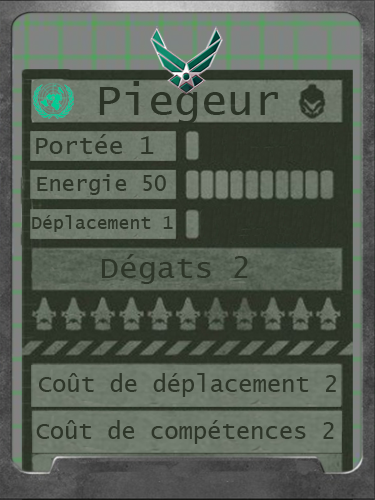 Piegeur
Portée 1
Energie 50
Déplacement 1
Dégats 2
Coût de déplacement 2
Coût de compétences 2